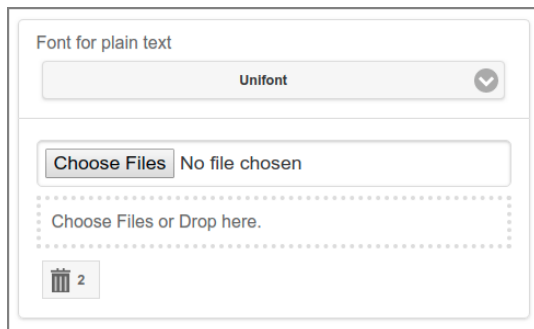 Font for plain text
Unifont
Choose Files No file chosen
Choose Files or Drop here.
2